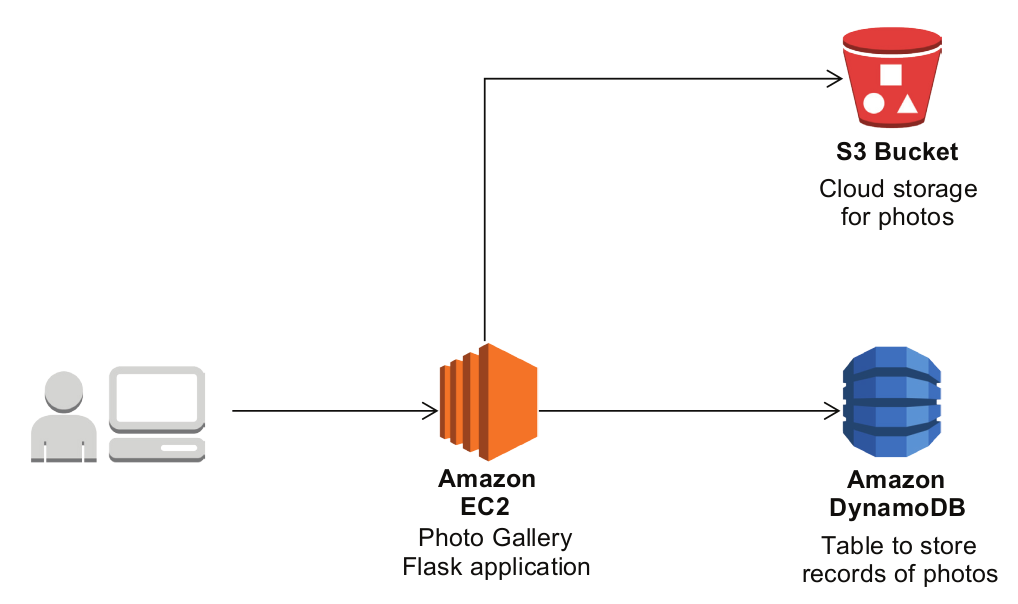 S3 Bucket
Cloud storage
for photos
Amazon
EC2
Photo Gallery
Flask application
Amazon
DynamoDB
Table to store
records of photos